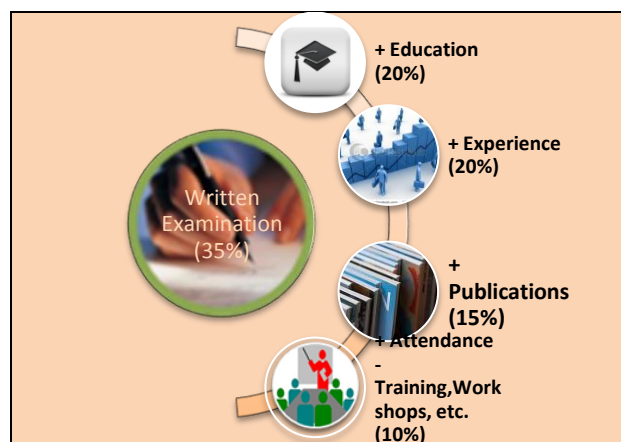 + Education
(20%)
+ Experience
(20%)
Written
Examination
(35%)
+
Publications
(15%)
+ Attendance
-
Training,Work
shops, etc.
(10%)